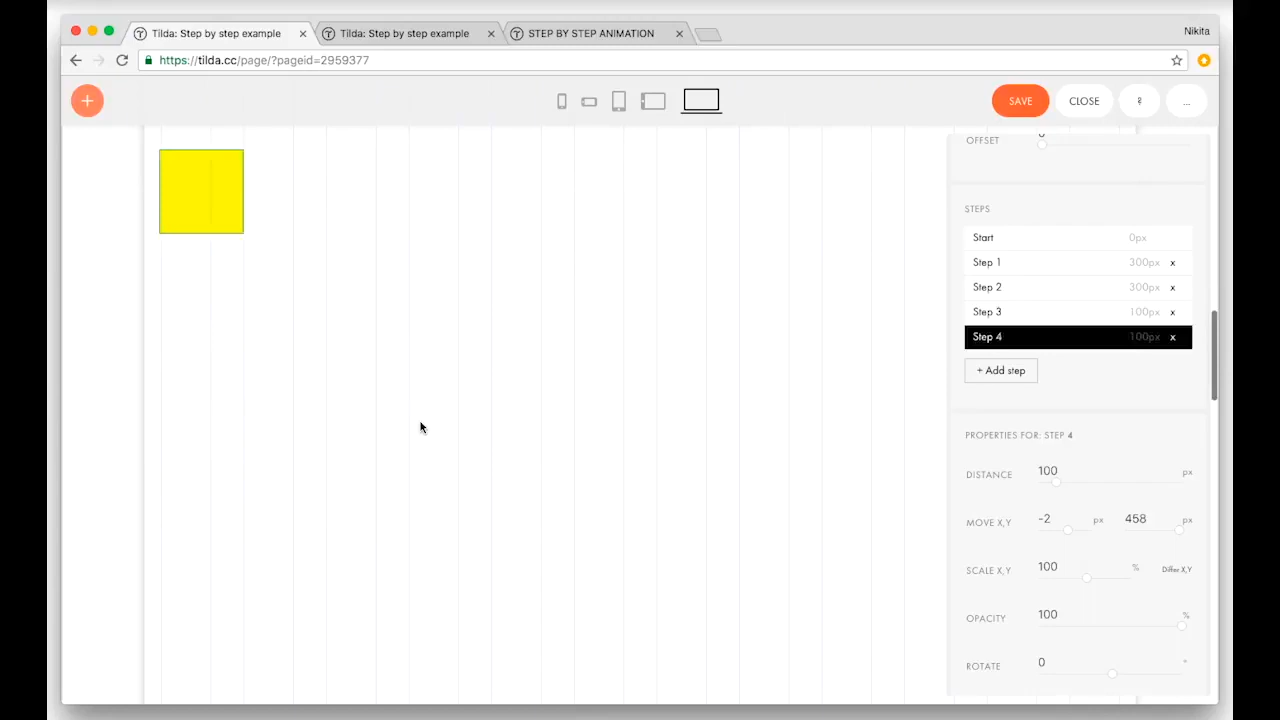 Tilda: Step by step example
Tilda: Step by step example
STEP BY STEP ANIMATION
Nikita
https://tilda.cc/page/?pageid=2959377
SAVE
CLOSE
?
...
OFFSET
STEPS
Start 0px
Step 1 300px x
Step 2 300px x
Step 3 100px x
Step 4 100px x
+ Add step
PROPERTIES FOR: STEP 4
DISTANCE 100 px
MOVE X,Y -2 px 458 px
SCALE X,Y 100 % Differ X,Y
OPACITY 100 %
ROTATE 0 °